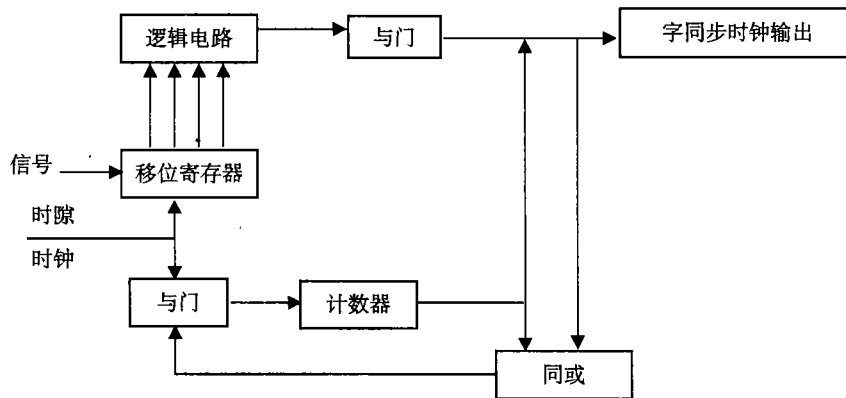 逻辑电路
与门
字同步时钟输出
信号
移位寄存器
时隙
时钟
与门
计数器
同或